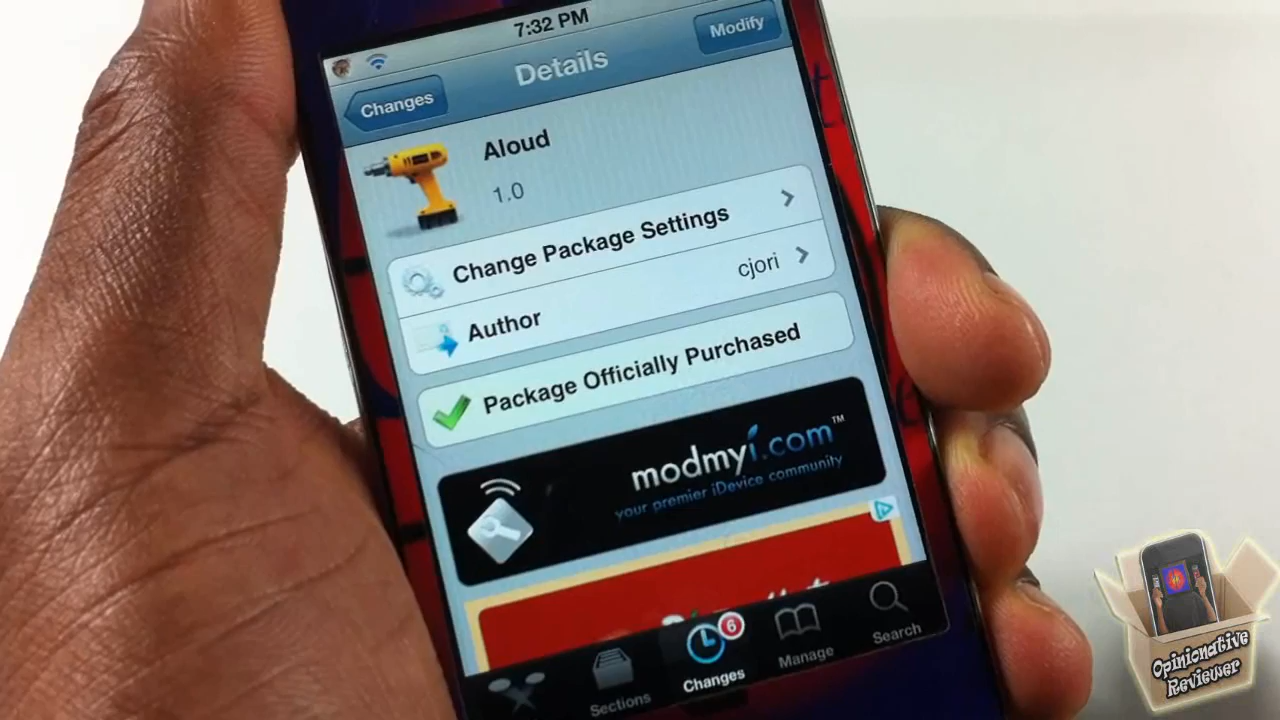 7:32 PM
Changes
Details
Modify
Aloud
1.0
Change Package Settings
Author
cjori
Package Officially Purchased
modmyi.com™
your premier iDevice community
Sections
Changes
6
Manage
Search
Opinionative
Reviewer